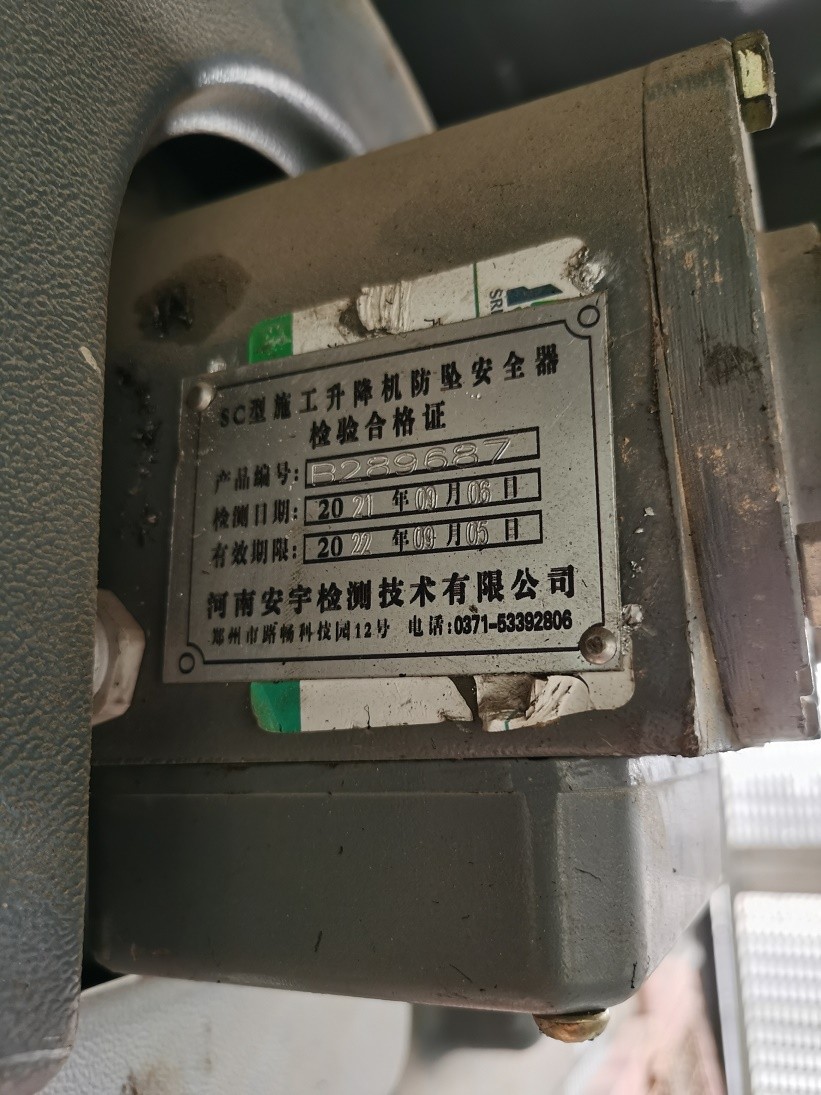 SC型施工升降机防坠安全器
检验合格证
产品编号: B289687
检测日期: 2021年09月06日
有效期限: 2022年09月05日
河南安宇检测技术有限公司
郑州市路畅科技园12号 电话:0371-53392806